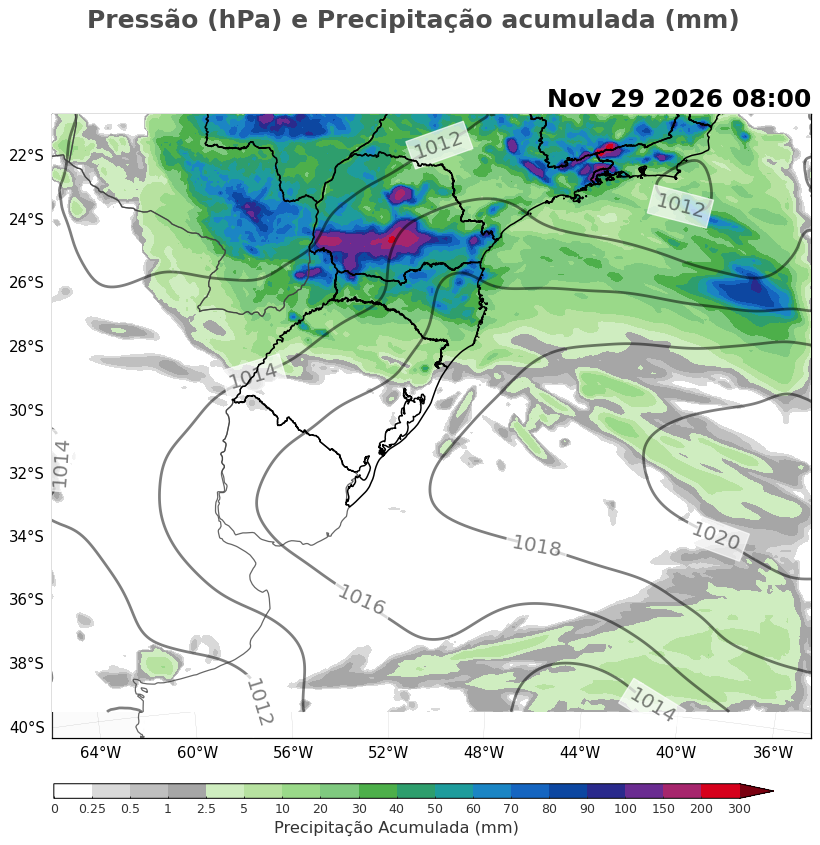 Pressão (hPa) e Precipitação acumulada (mm)
Nov 29 2026 08:00
1012
22°S
1012
24°S
26°S
28°S
1014
30°S
1014
32°S
34°S
1020
1018
36°S
1016
38°S
1012
1014
40°S
64°W 60°W 56°W 52°W 48°W 44°W 40°W 36°W
0 0.25 0.5 1 2.5 5 10 20 30 40 50 60 70 80 90 100 150 200 300
Precipitação Acumulada (mm)